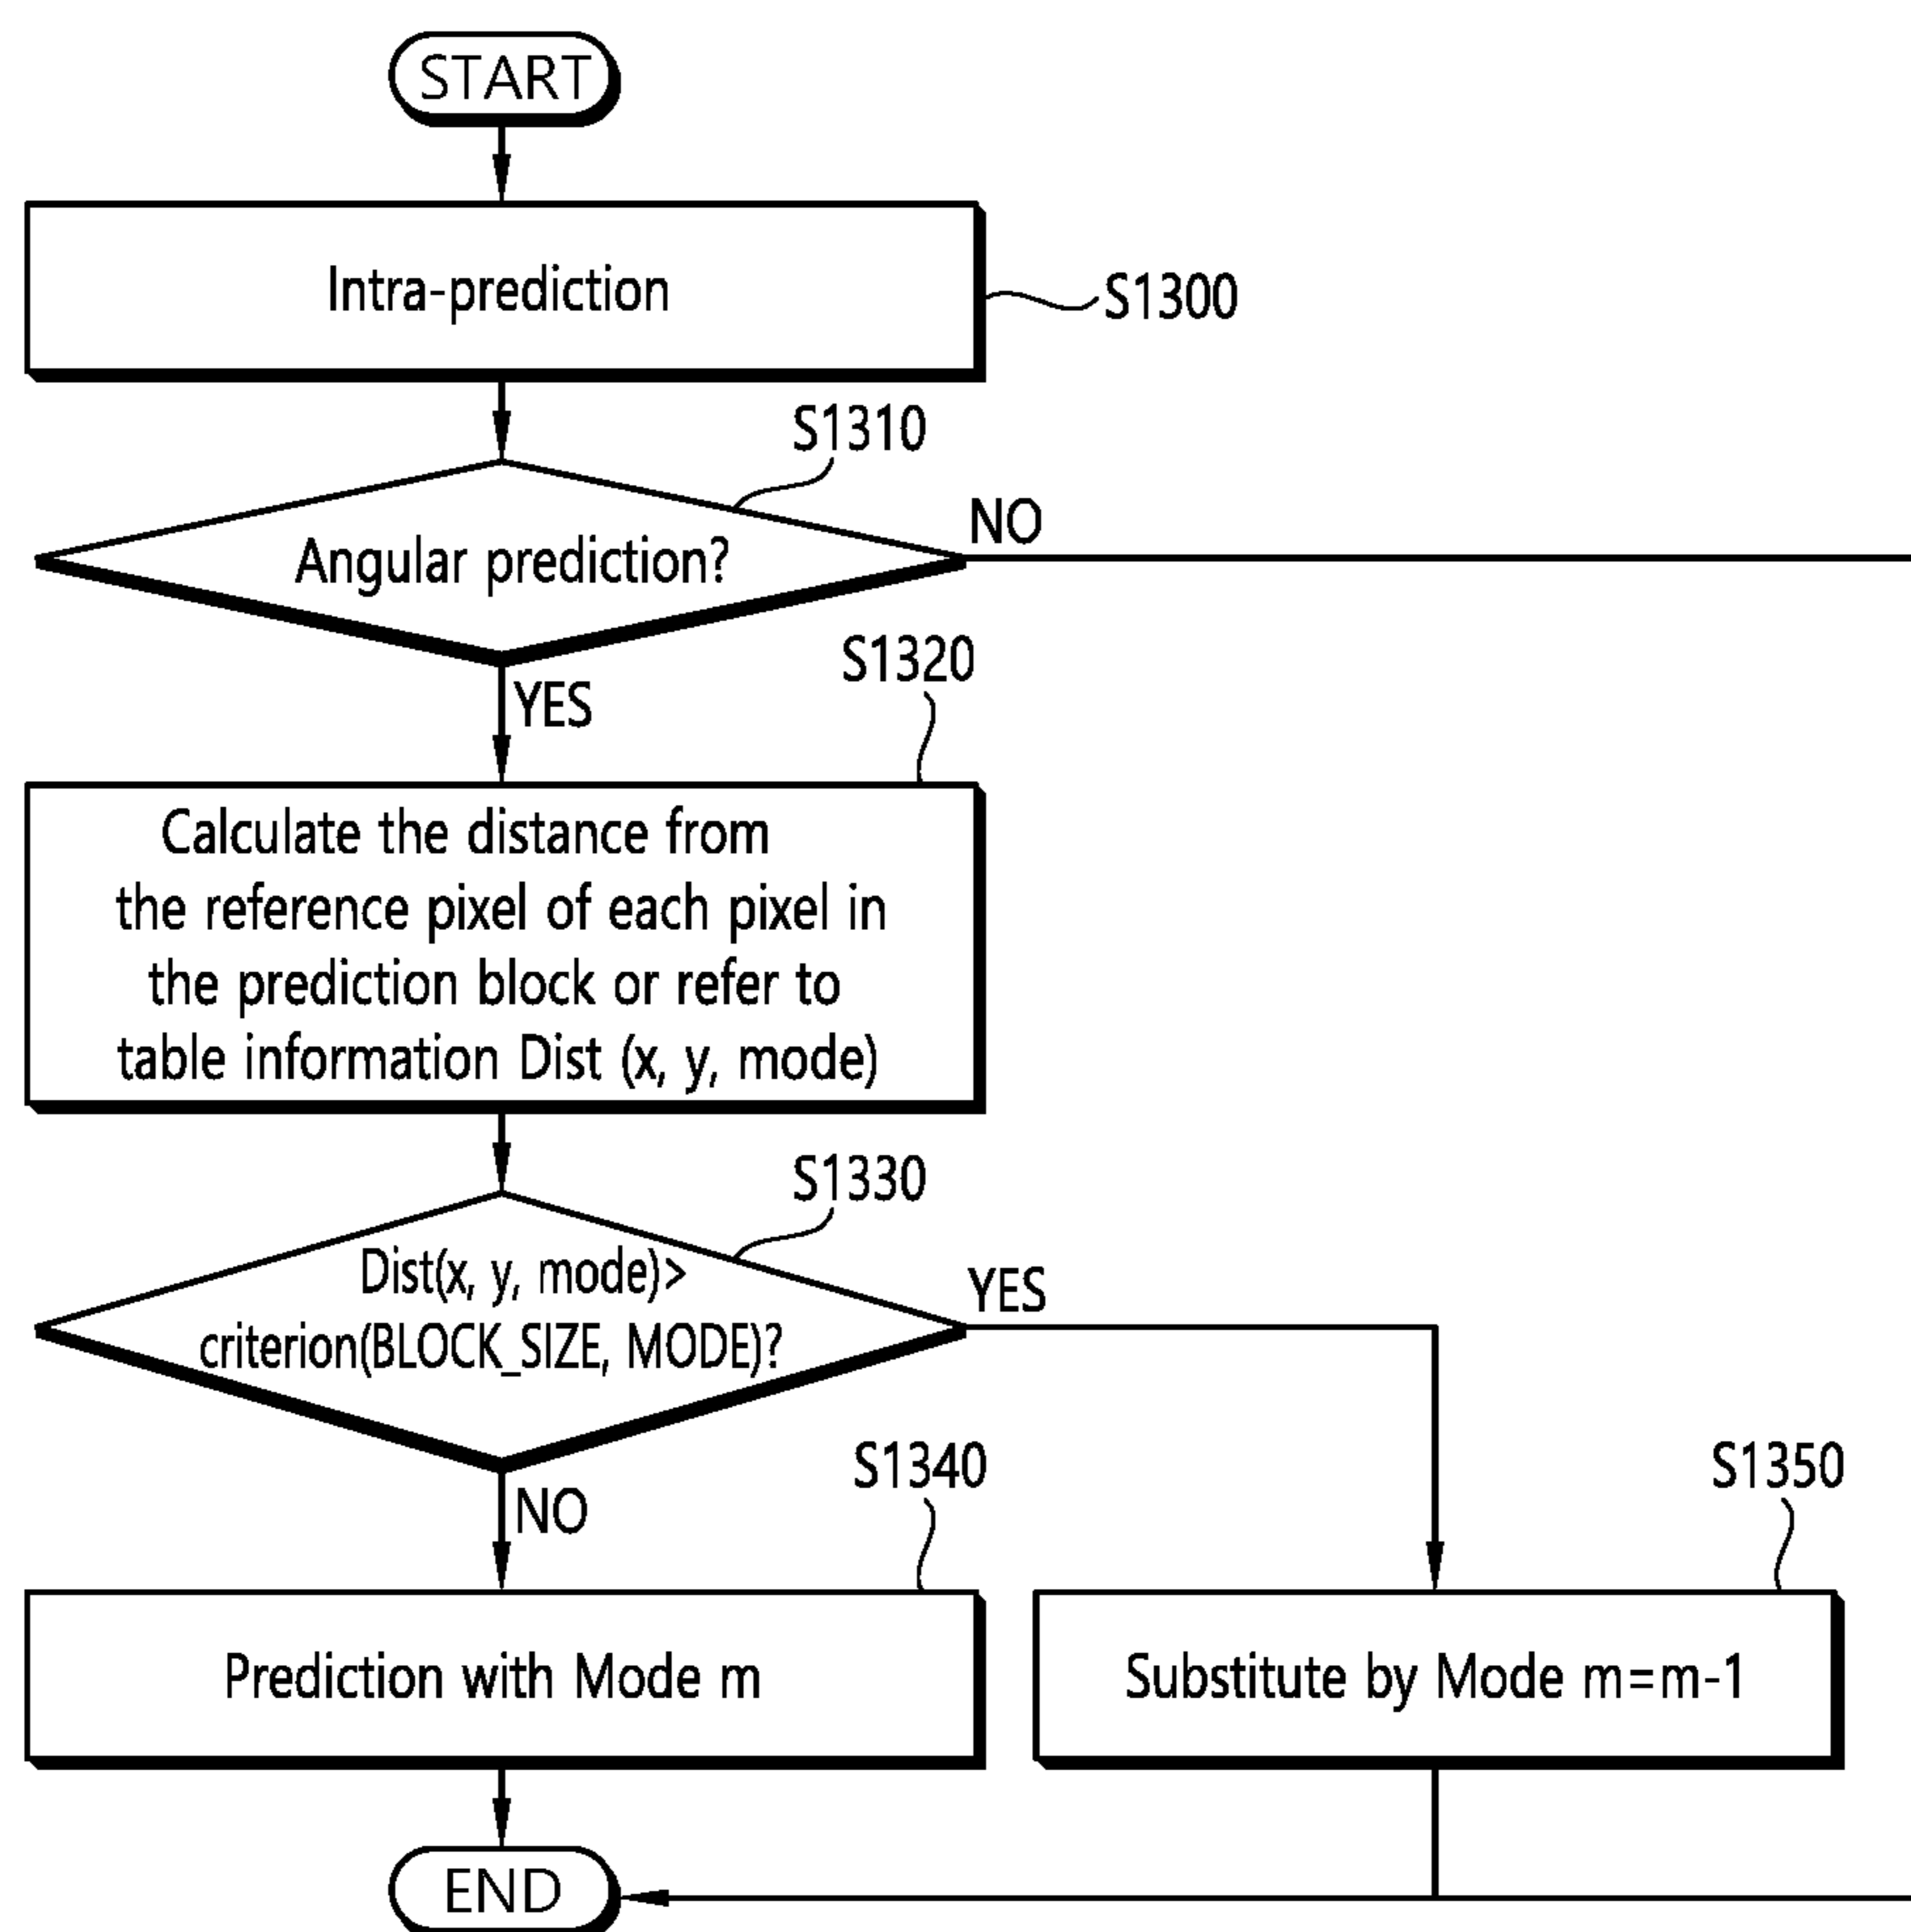 START
Intra-prediction
S1300
S1310
Angular prediction?
NO
YES
S1320
Calculate the distance from
the reference pixel of each pixel in
the prediction block or refer to
table information Dist (x, y, mode)
S1330
Dist(x, y, mode)>
criterion(BLOCK_SIZE, MODE)?
YES
NO
S1340
S1350
Prediction with Mode m
Substitute by Mode m=m-1
END